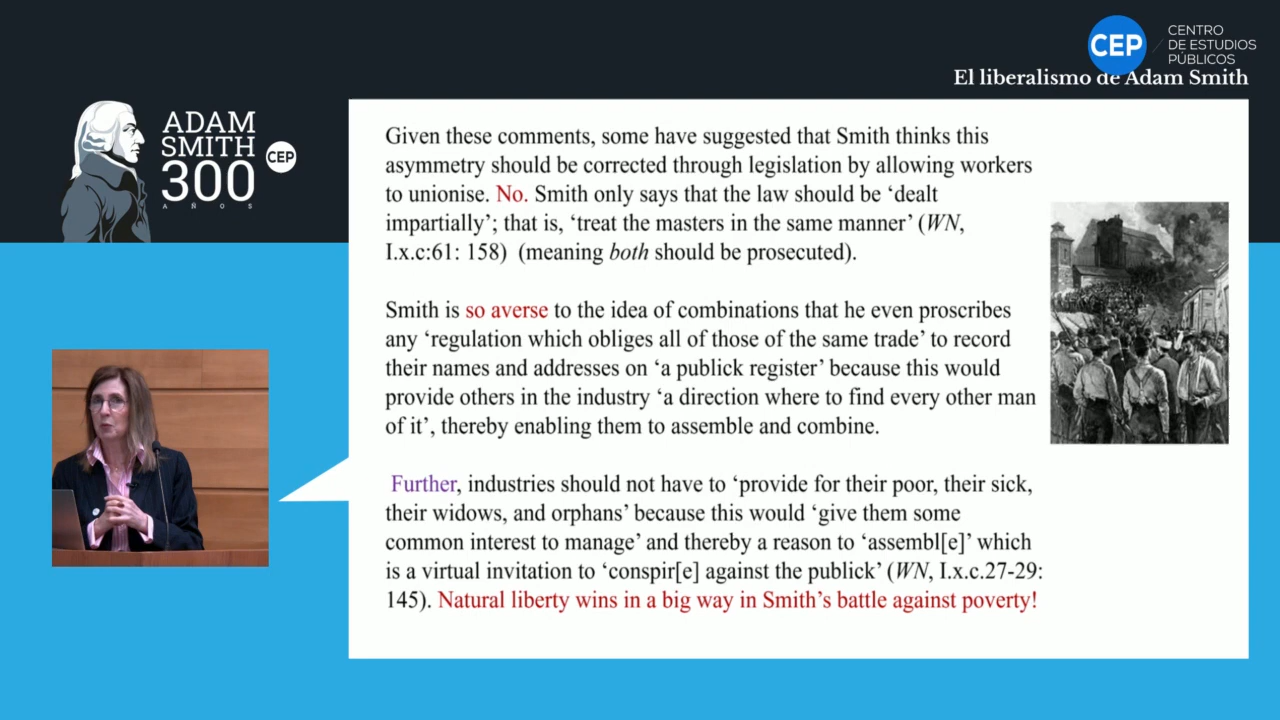 CEP
CENTRO
DE ESTUDIOS
PÚBLICOS
El liberalismo de Adam Smith
ADAM
SMITH
300
AÑOS
CEP
Given these comments, some have suggested that Smith thinks this
asymmetry should be corrected through legislation by allowing workers
to unionise. No. Smith only says that the law should be ‘dealt
impartially’; that is, ‘treat the masters in the same manner’ (WN,
I.x.c:61: 158) (meaning both should be prosecuted).
Smith is so averse to the idea of combinations that he even proscribes
any ‘regulation which obliges all of those of the same trade’ to record
their names and addresses on ‘a publick register’ because this would
provide others in the industry ‘a direction where to find every other man
of it’, thereby enabling them to assemble and combine.
Further, industries should not have to ‘provide for their poor, their sick,
their widows, and orphans’ because this would ‘give them some
common interest to manage’ and thereby a reason to ‘assembl[e]’ which
is a virtual invitation to ‘conspir[e] against the publick’ (WN, I.x.c.27-29:
145). Natural liberty wins in a big way in Smith’s battle against poverty!